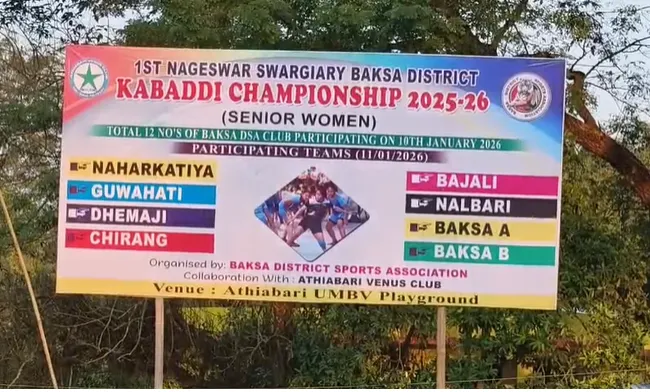 1ST NAGESWAR SWARGIARY BAKSA DISTRICT
KABADDI CHAMPIONSHIP 2025-26
(SENIOR WOMEN)
TOTAL 12 NO'S OF BAKSA DSA CLUB PARTICIPATING ON 10TH JANUARY 2026
PARTICIPATING TEAMS (11/01/2026)
NAHARKATIYA
GUWAHATI
DHEMAJI
CHIRANG
BAJALI
NALBARI
BAKSA A
BAKSA B
Organised by: BAKSA DISTRICT SPORTS ASSOCIATION
Collaboration With : ATHIABARI VENUS CLUB
Venue : Athiabari UMBV Playground